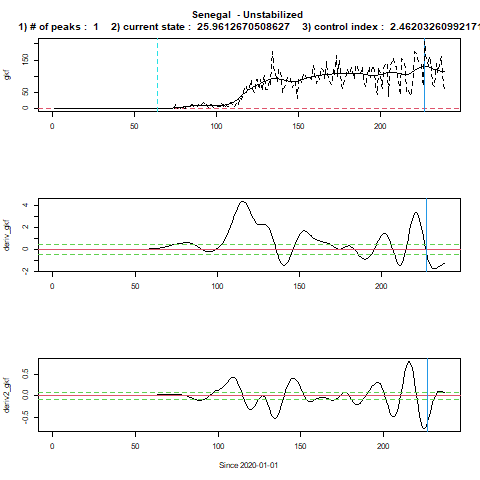 Senegal - Unstabilized
1) # of peaks : 1 2) current state : 25.9612670508627 3) control index : 2.46203260992171
gkf
0 50 150
0 50 100 150 200
deriv_gkf
-2 0 2 4
0 50 100 150 200
deriv2_gkf
-0.5 0.0 0.5
0 50 100 150 200
Since 2020-01-01